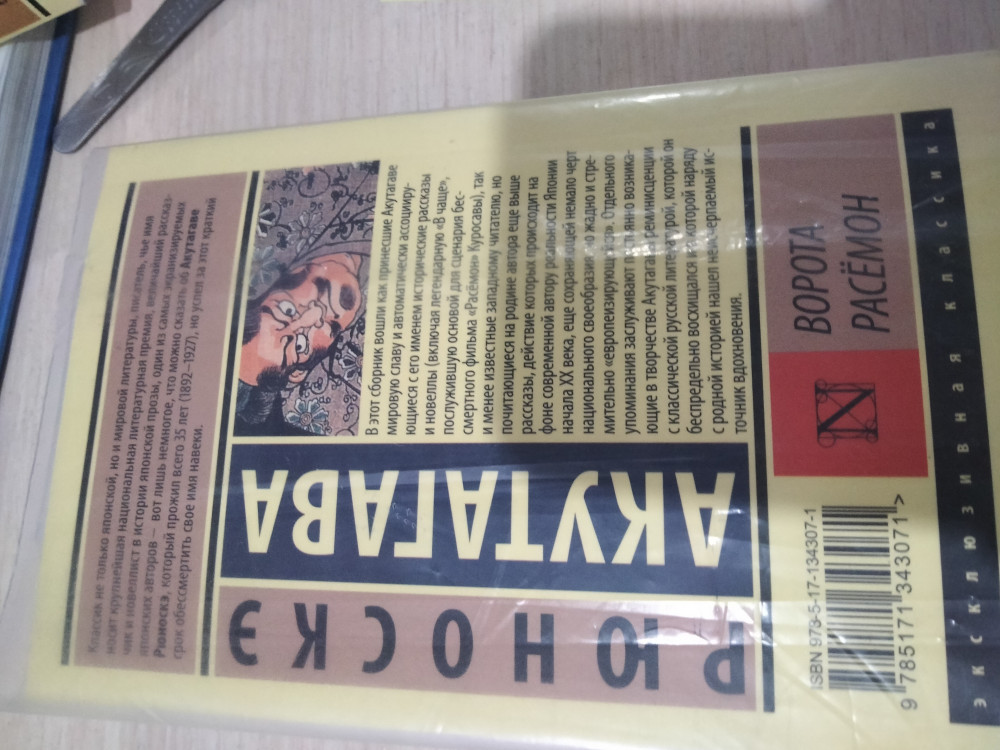 Классик не только японской, но и мировой литературы, писатель, чье имя
носит крупнейшая национальная литературная премия, величайший рассказ-
чик и новеллист в истории японской прозы, один из самых экранизируемых
японских авторов — вот лишь немногое, что можно сказать об Акутагаве
Рюноскэ, который прожил всего 35 лет (1892–1927), но успел за этот краткий
срок обессмертить свое имя навеки.
РЮНОСКЭ
АКУТАГАВА
В этот сборник вошли как принесшие Акутагаве
мировую славу и автоматически ассоцииру-
ющиеся с его именем исторические рассказы
и новеллы (включая легендарную «В чаще»,
послужившую основой для сценария бес-
смертного фильма «Расёмон» Куросавы), так
и менее известные западному читателю, но
почитающиеся на родине автора еще выше
рассказы, действие которых происходит на
фоне современной автору реальности Японии
начала XX века, еще сохраняющей немало черт
национального своеобразия, но жадно и стре-
мительно «европеизирующейся». Отдельного
упоминания заслуживают постоянно возника-
ющие в творчестве Акутагавы реминисценции
с классической русской литературой, которой он
беспредельно восхищался и в которой наряду
с родной историей нашел неисчерпаемый ис-
точник вдохновения.
ISBN 978-5-17-134307-1
9 785171 343071 >
N
ВОРОТА
РАСЁМОН
эксклюзивная классика